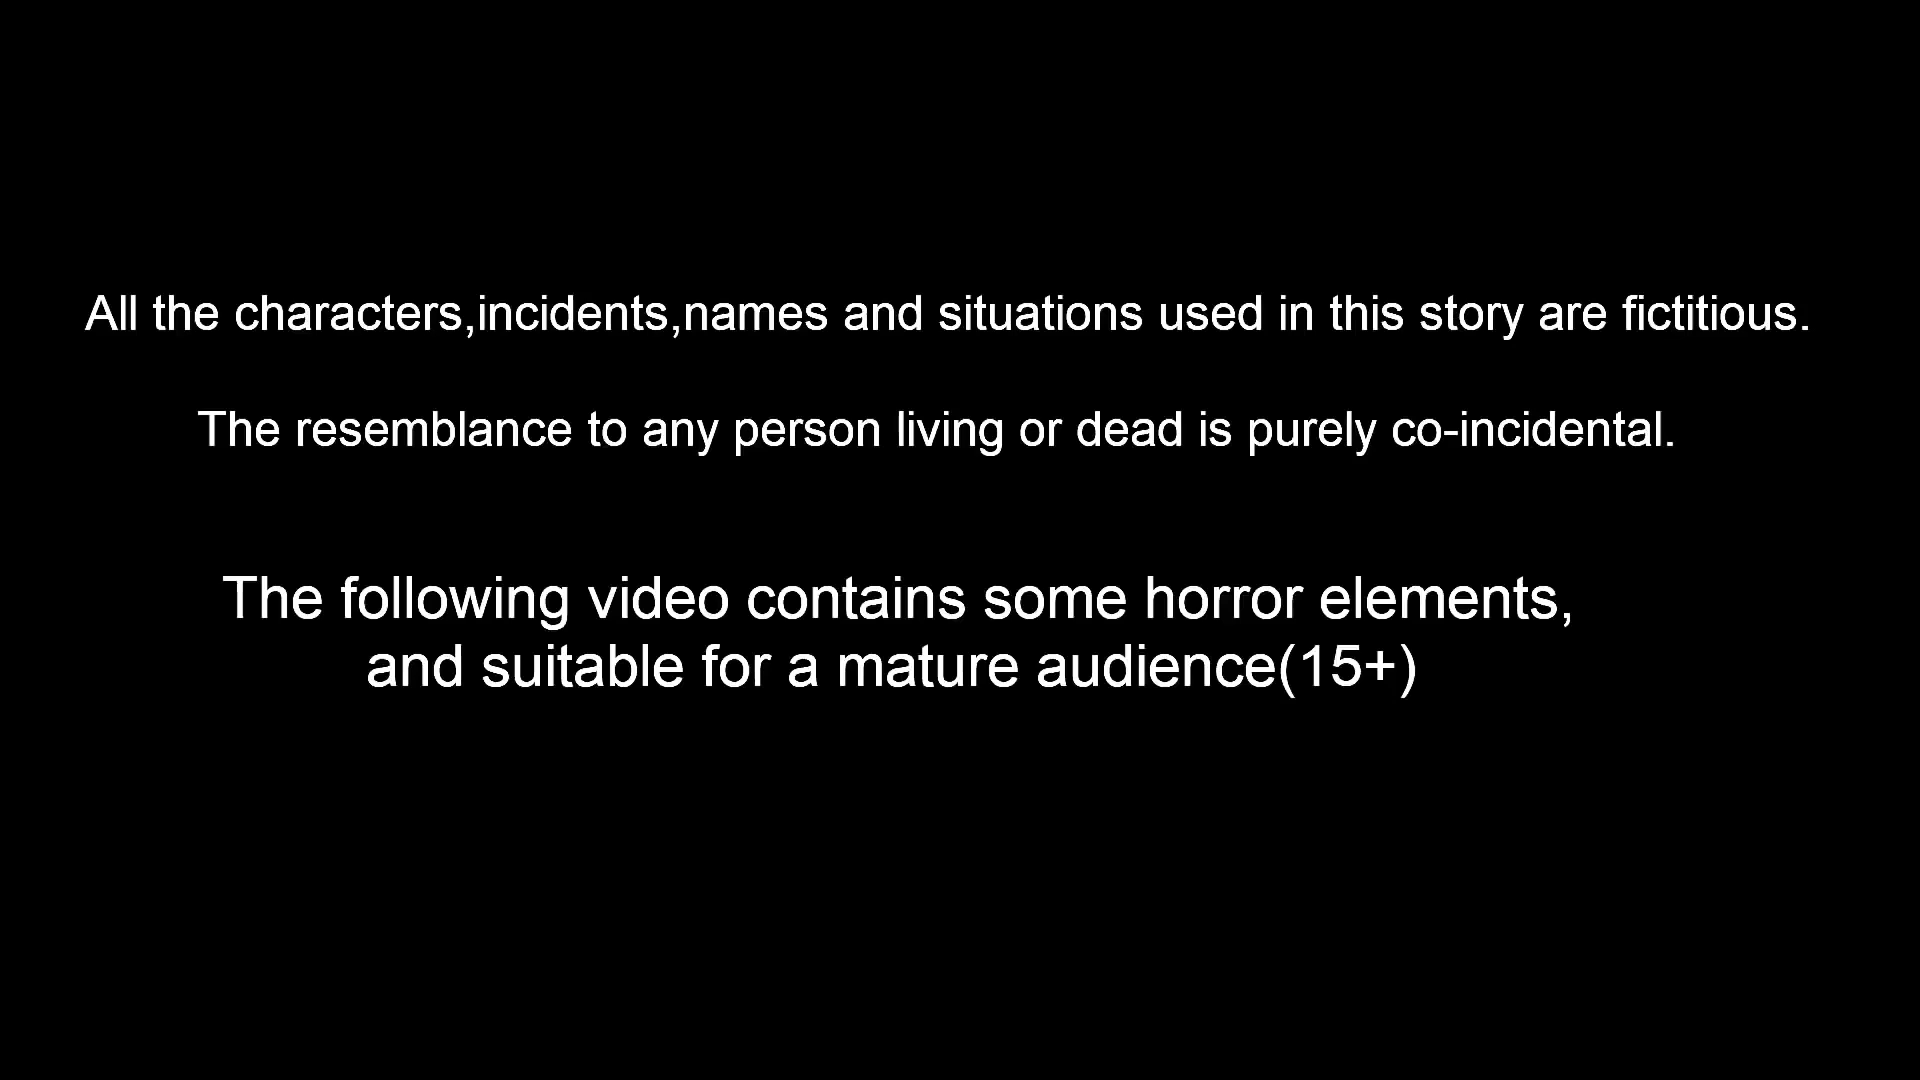 All the characters,incidents,names and situations used in this story are fictitious.
The resemblance to any person living or dead is purely co-incidental.
The following video contains some horror elements,
and suitable for a mature audience(15+)